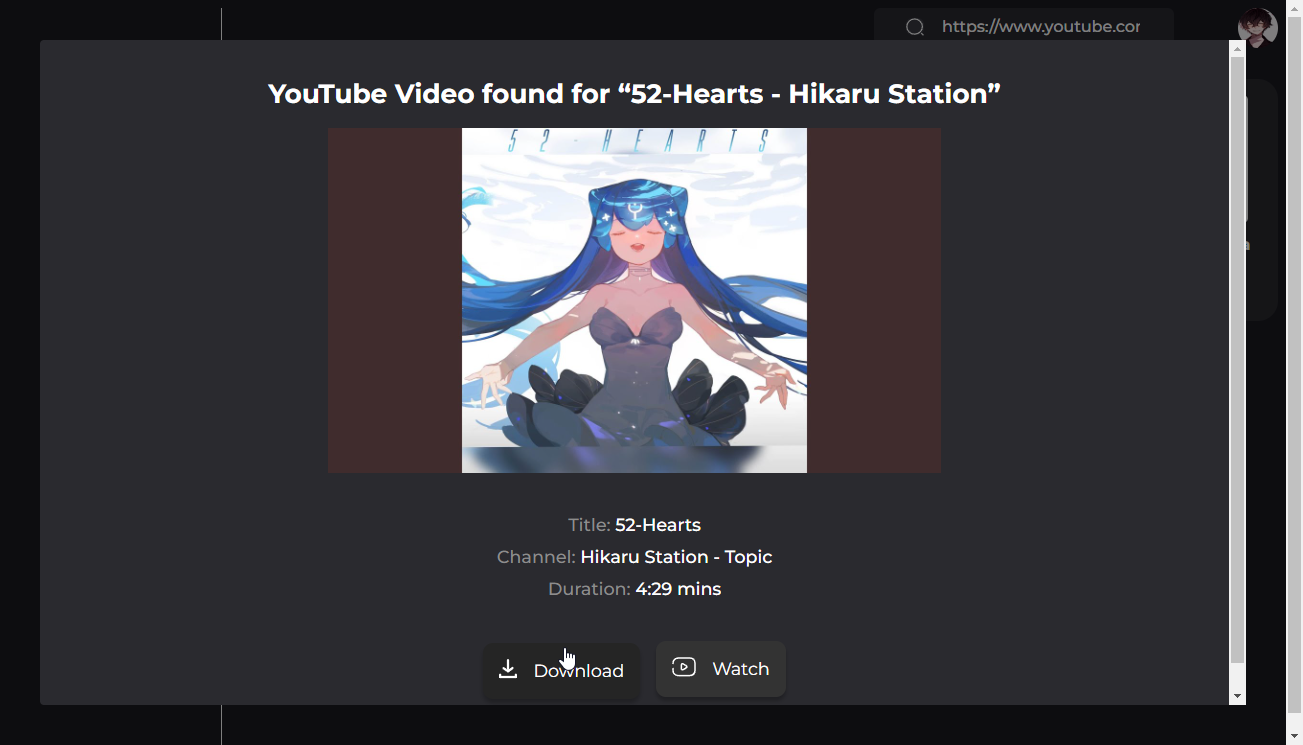 https://www.youtube.cor
YouTube Video found for “52-Hearts - Hikaru Station”
52-HEARTS
Title: 52-Hearts
Channel: Hikaru Station - Topic
Duration: 4:29 mins
Download
Watch